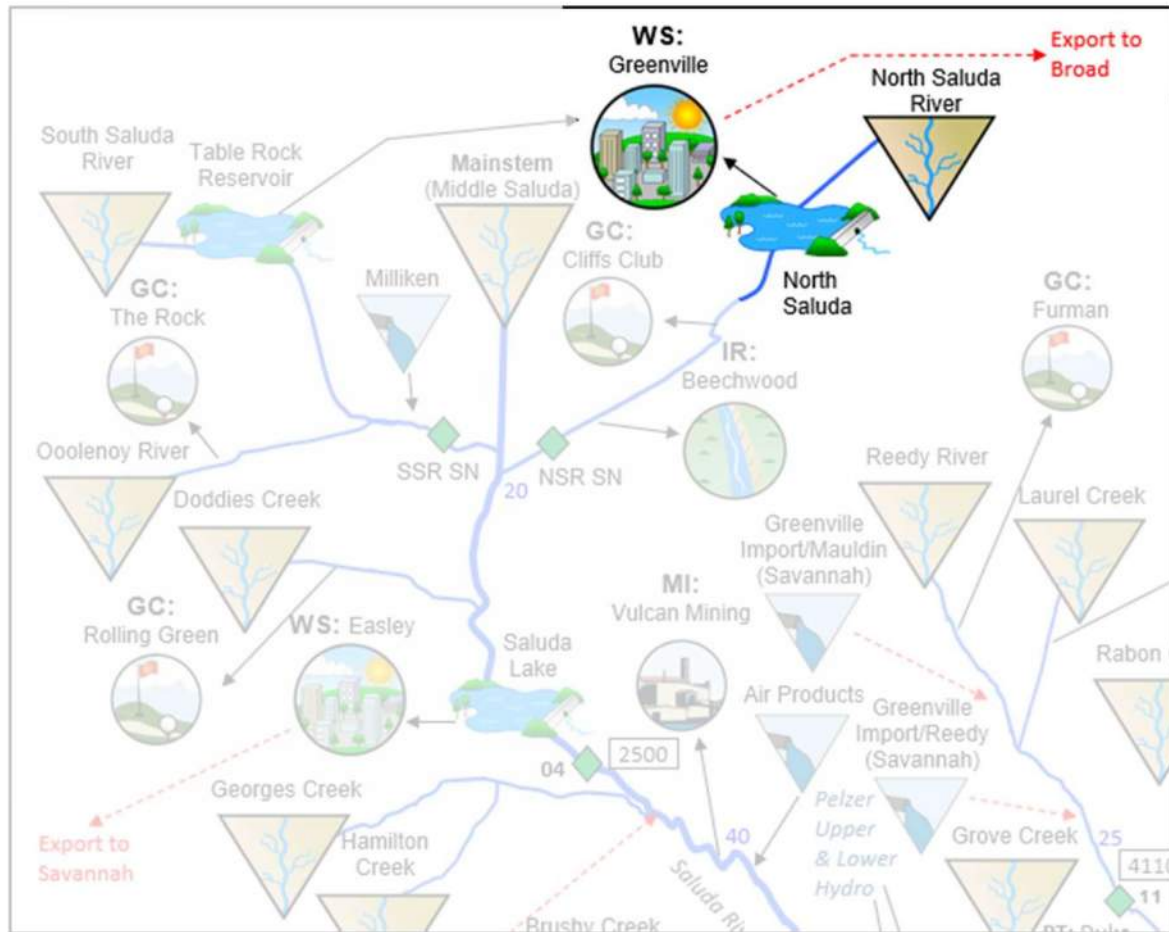 WS:
Greenville
Export to
Broad
North Saluda
River
South Saluda
River
Table Rock
Reservoir
Mainstem
(Middle Saluda)
GC:
Cliffs Club
North
Saluda
GC:
Furman
Milliken
GC:
The Rock
IR:
Beechwood
Ooolenoy River
SSR SN
NSR SN
20
Reedy River
Laurel Creek
Doddies Creek
Greenville
Import/Mauldin
(Savannah)
GC:
Rolling Green
WS: Easley
Saluda
Lake
MI:
Vulcan Mining
Rabon
Air Products
Greenville
Import/Reedy
(Savannah)
04
2500
Georges Creek
Pelzer
Upper
& Lower
Hydro
Export to
Savannah
Hamilton
Creek
40
Grove Creek
25
4110
11
Saluda Riv
Brushy Creek
PT: Duke